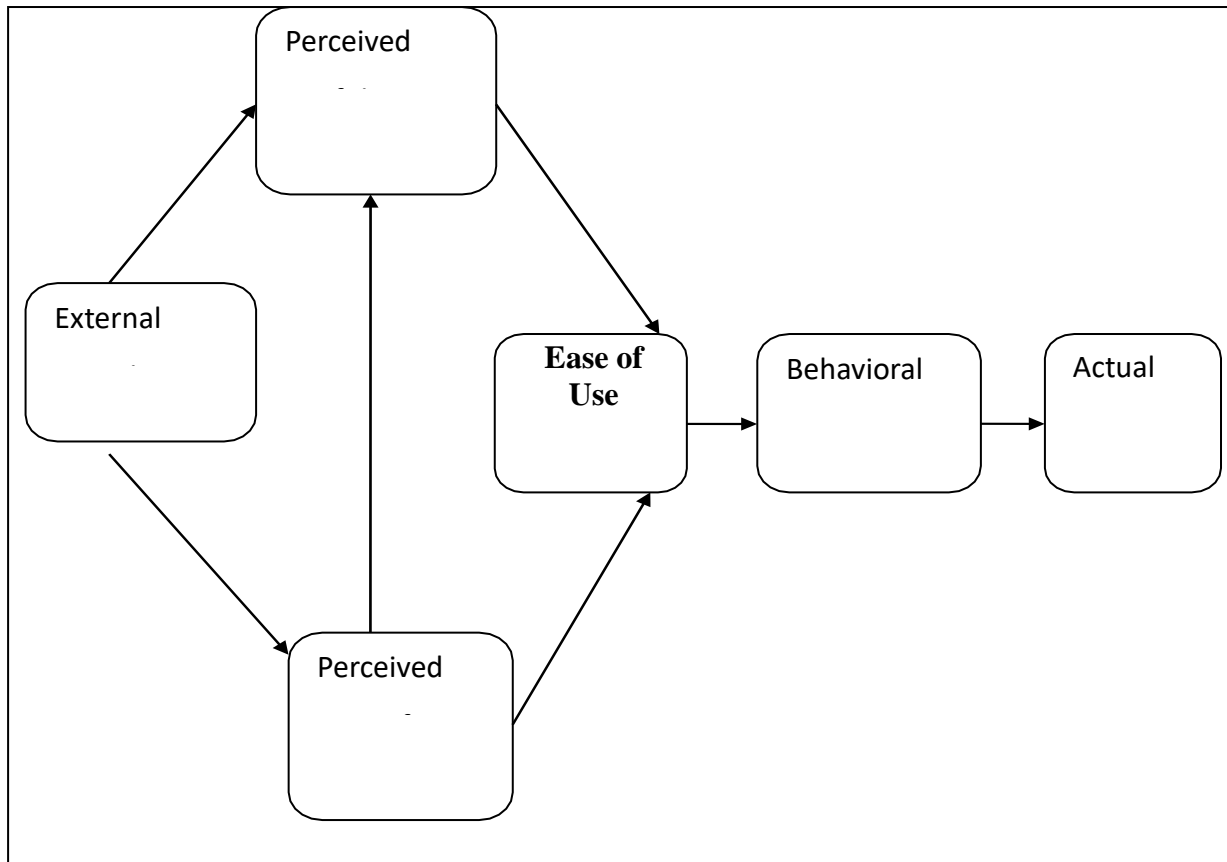 Perceived
External
Ease of
Use
Behavioral
Actual
Perceived